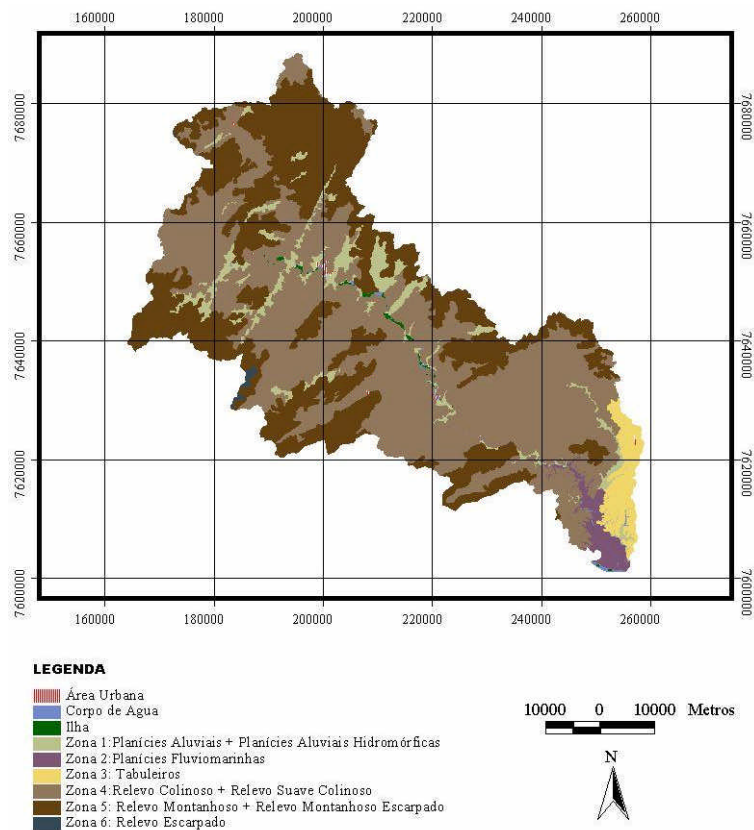 160000 180000 200000 220000 240000 260000
7680000 7680000
7660000 7660000
7640000 7640000
7620000 7620000
7600000 7600000
160000 180000 200000 220000 240000 260000
LEGENDA
Área Urbana
Corpo de Agua
Ilha
Zona 1:Planícies Aluviais + Planícies Aluviais Hidromórficas
Zona 2:Planícies Fluviomarinhas
Zona 3: Tabuleiros
Zona 4:Relevo Colinoso + Relevo Suave Colinoso
Zona 5: Relevo Montanhoso + Relevo Montanhoso Escarpado
Zona 6: Relevo Escarpado
10000 0 10000 Metros
N